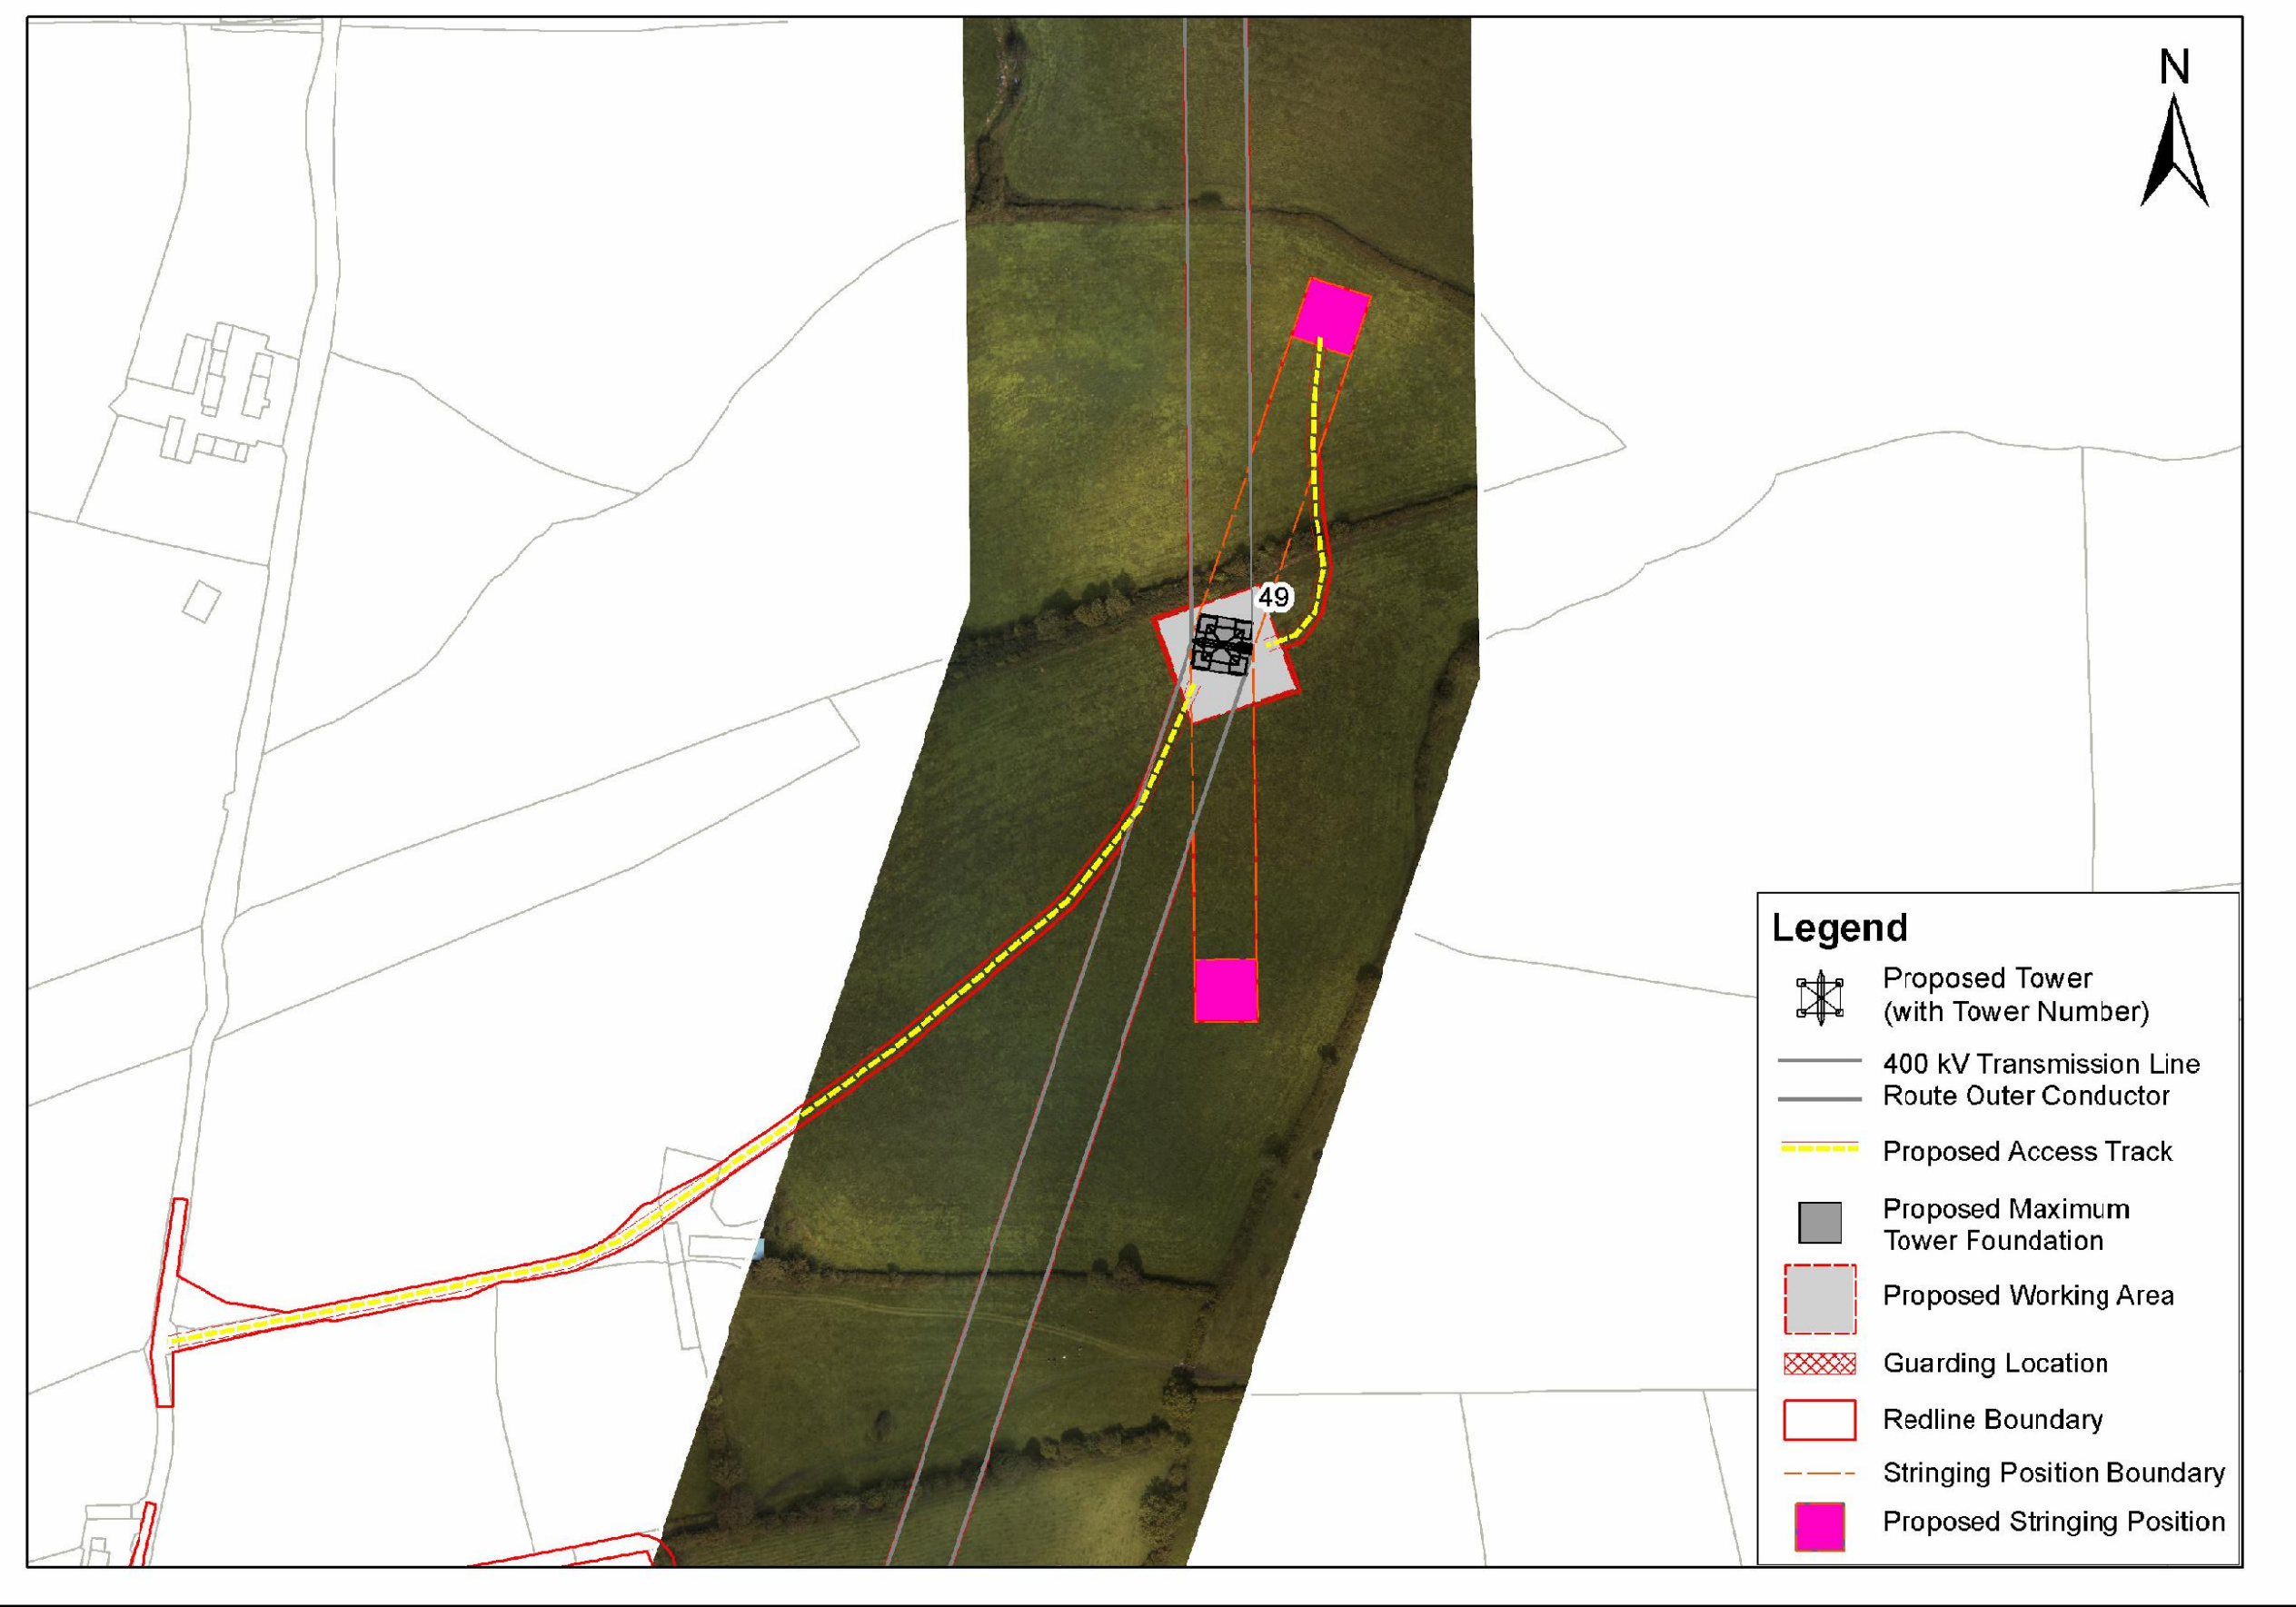 N
49
Legend
Proposed Tower
(with Tower Number)
400 kV Transmission Line
Route Outer Conductor
Proposed Access Track
Proposed Maximum
Tower Foundation
Proposed Working Area
Guarding Location
Redline Boundary
Stringing Position Boundary
Proposed Stringing Position